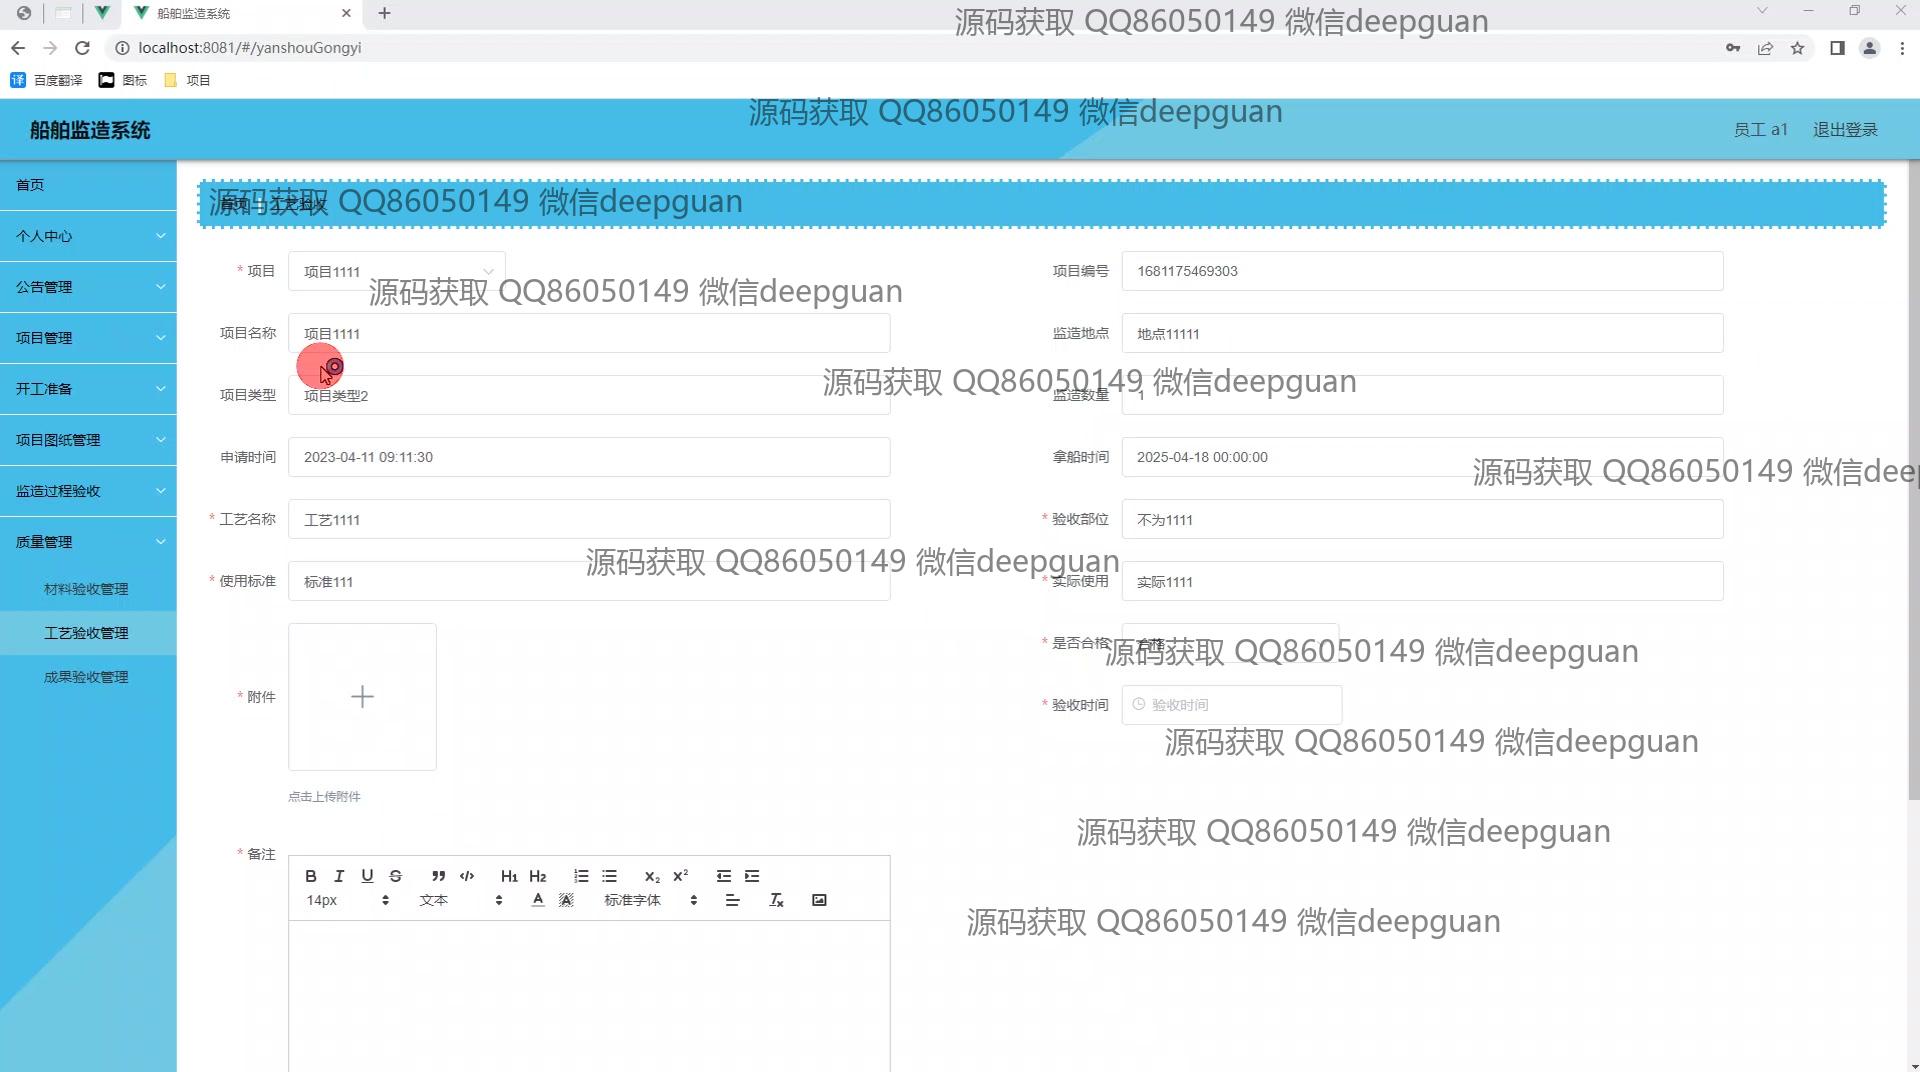 船舶监造系统
源码获取 QQ86050149 微信deepguan
localhost:8081/#/yanshouGongyi
百度翻译 图标 项目
源码获取 QQ86050149 微信deepguan
船舶监造系统
员工 a1 退出登录
首页
源码获取 QQ86050149 微信deepguan
首页 工艺验收
个人中心
公告管理
项目管理
开工准备
项目图纸管理
监造过程验收
质量管理
材料验收管理
工艺验收管理
成果验收管理
* 项目 项目1111
项目编号 1681175469303
源码获取 QQ86050149 微信deepguan
项目名称 项目1111
监造地点 地点11111
源码获取 QQ86050149 微信deepguan
项目类型 项目类型2
监造数量 1
申请时间 2023-04-11 09:11:30
拿船时间 2025-04-18 00:00:00
源码获取 QQ86050149 微信dee
* 工艺名称 工艺1111
* 验收部位 不为1111
源码获取 QQ86050149 微信deepguan
* 使用标准 标准111
* 实际使用 实际1111
* 是否合格 合格
源码获取 QQ86050149 微信deepguan
* 附件
* 验收时间 验收时间
源码获取 QQ86050149 微信deepguan
点击上传附件
源码获取 QQ86050149 微信deepguan
* 备注
B I U S H1 H2 X2 X2
14px 文本 A A 标准字体 Tx
源码获取 QQ86050149 微信deepguan